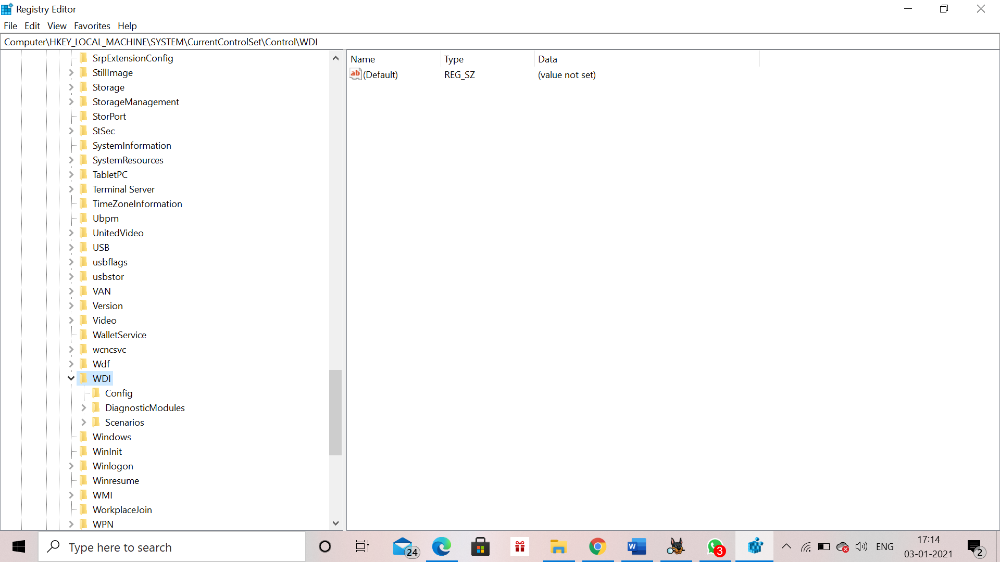 Registry Editor
File Edit View Favorites Help
Computer\HKEY_LOCAL_MACHINE\SYSTEM\CurrentControlSet\Control\WDI
SrpExtensionConfig
StillImage
Storage
StorageManagement
StorPort
StSec
SystemInformation
SystemResources
TabletPC
Terminal Server
TimeZoneInformation
Ubpm
UnitedVideo
USB
usbflags
usbstor
VAN
Version
Video
WalletService
wcncsvc
Wdf
WDI
Config
DiagnosticModules
Scenarios
Windows
WinInit
Winlogon
Winresume
WMI
WorkplaceJoin
WPN
Name Type Data
ab (Default) REG_SZ (value not set)
Type here to search
24
W
3
ENG
17:14
03-01-2021
2